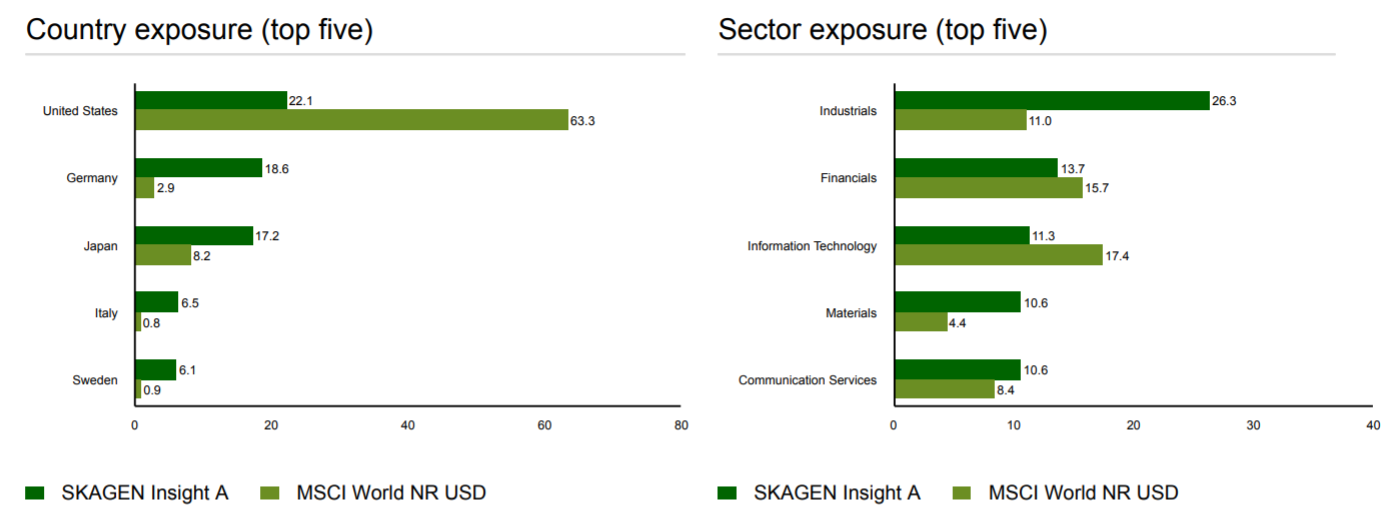 Country exposure (top five)
United States
22.1
63.3
Germany
18.6
2.9
Japan
17.2
8.2
Italy
6.5
0.8
Sweden
6.1
0.9
0 20 40 60 80
SKAGEN Insight A MSCI World NR USD
Sector exposure (top five)
Industrials
26.3
11.0
Financials
13.7
15.7
Information Technology
11.3
17.4
Materials
10.6
4.4
Communication Services
10.6
8.4
0 10 20 30 40
SKAGEN Insight A MSCI World NR USD